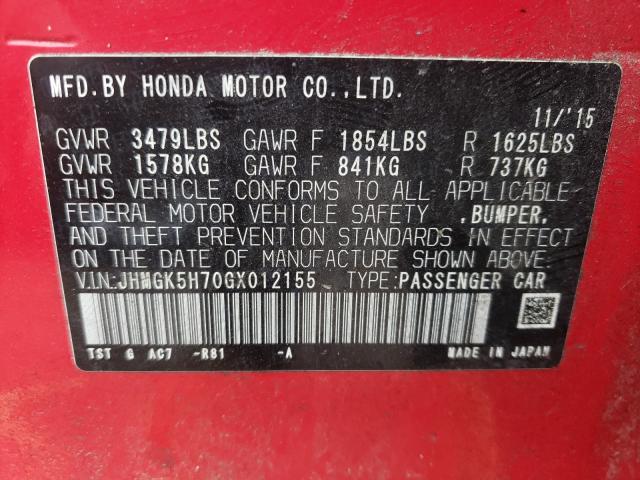 MFD.BY HONDA MOTOR CO.,LTD.
11/'15
GVWR 3479LBS GAWR F 1854LBS R 1625LBS
GVWR 1578KG GAWR F 841KG R 737KG
THIS VEHICLE CONFORMS TO ALL APPLICABLE
FEDERAL MOTOR VEHICLE SAFETY ,BUMPER,
AND THEFT PREVENTION STANDARDS IN EFFECT
ON THE DATE OF MANUFACTURE SHOWN ABOVE.
V.I.N:JHMGK5H70GX012155 TYPE:PASSENGER CAR
TST G AC7 -R81 -A MADE IN JAPAN